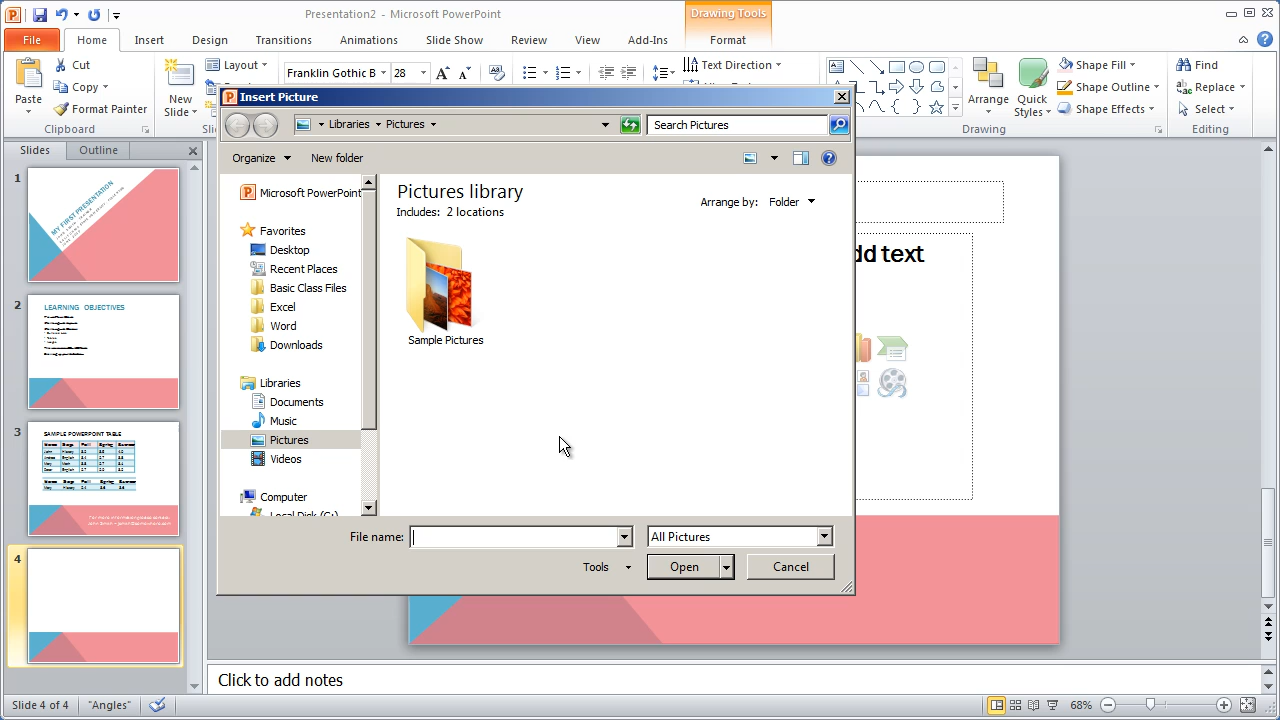 Presentation2 - Microsoft PowerPoint
Drawing Tools
File Home Insert Design Transitions Animations Slide Show Review View Add-Ins Format
Paste
Cut
Copy
Format Painter
Clipboard
New
Slide
Layout
Franklin Gothic B
28
Text Direction
Arrange
Quick
Styles
Shape Fill
Shape Outline
Shape Effects
Drawing
Find
Replace
Select
Editing
Slides
Outline
1
MY FIRST PRESENTATION
2
LEARNING OBJECTIVES
3
SAMPLE POWERPOINT TABLE
4
Insert Picture
Libraries
Pictures
Search Pictures
Organize
New folder
Microsoft PowerPoint
Favorites
Desktop
Recent Places
Basic Class Files
Excel
Word
Downloads
Libraries
Documents
Music
Pictures
Videos
Computer
Pictures library
Includes: 2 locations
Arrange by: Folder
Sample Pictures
File name:
All Pictures
Tools
Open
Cancel
dd text
Click to add notes
Slide 4 of 4
"Angles"
68%